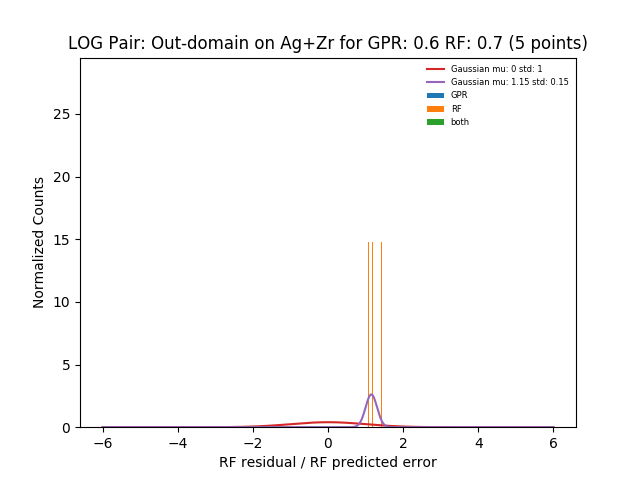 LOG Pair: Out-domain on Ag+Zr for GPR: 0.6 RF: 0.7 (5 points)
Gaussian mu: 0 std: 1
Gaussian mu: 1.15 std: 0.15
GPR
RF
both
Normalized Counts
25
20
15
10
5
0
−6 −4 −2 0 2 4 6
RF residual / RF predicted error